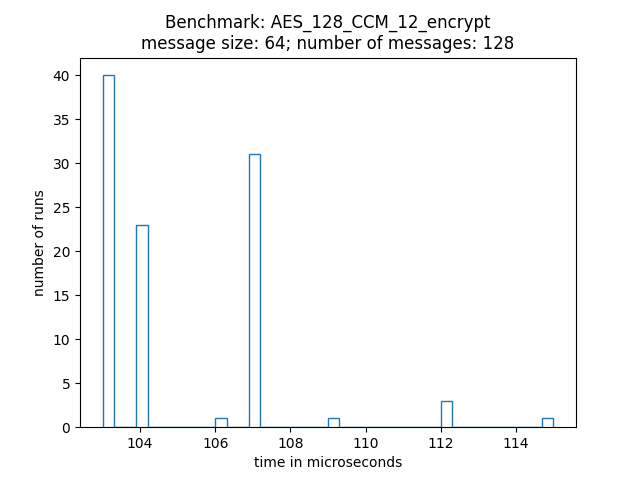 Benchmark: AES_128_CCM_12_encrypt
message size: 64; number of messages: 128
40
35
30
25
20
15
10
5
0
number of runs
104 106 108 110 112 114
time in microseconds